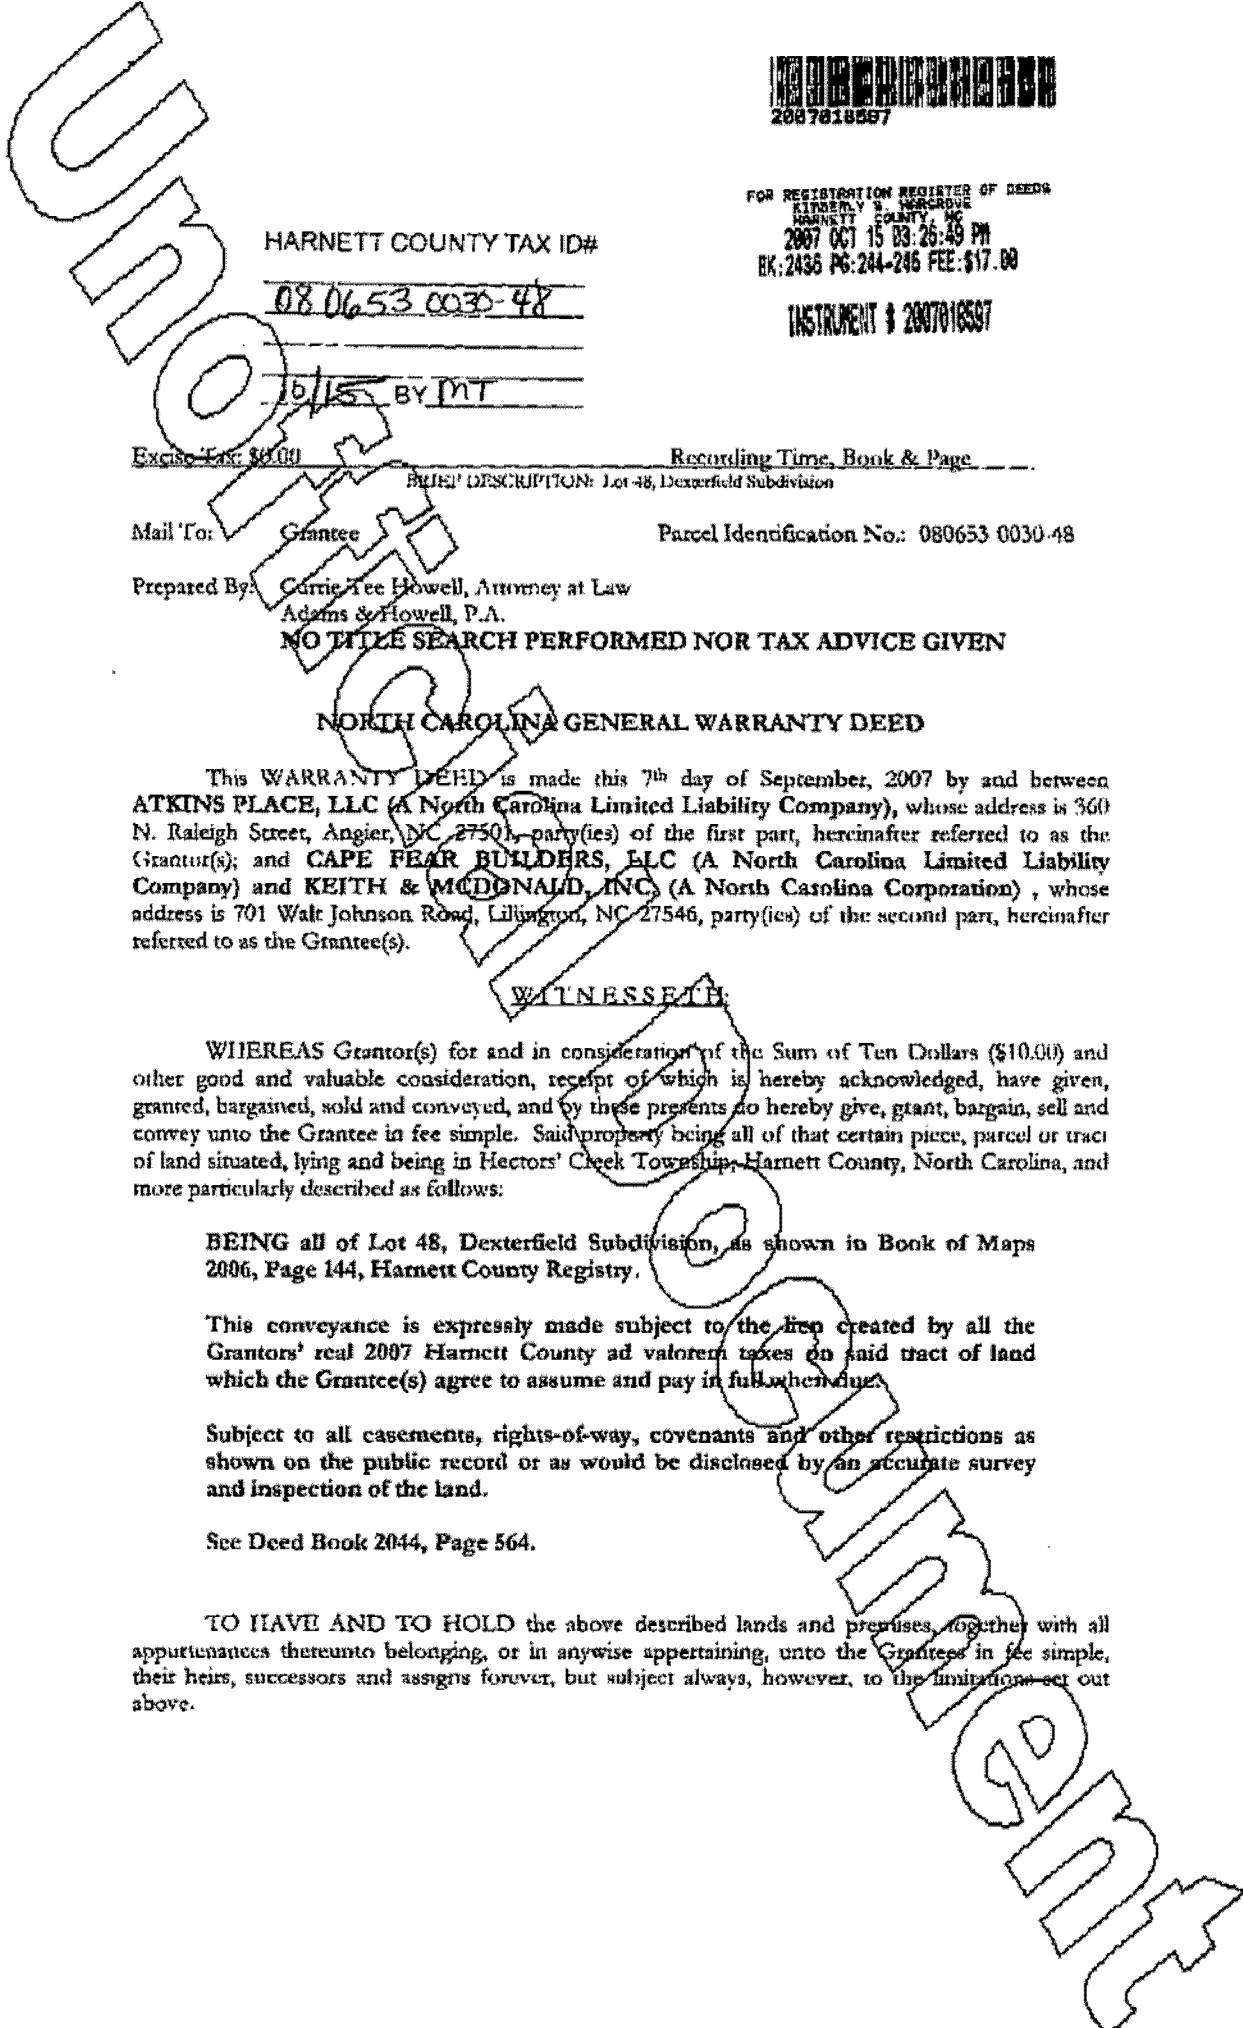 2007018597
FOR REGISTRATION REGISTER OF DEEDS
KIMBERLY S. HARGROVE
HARNETT COUNTY, NC
2007 OCT 15 03:26:49 PM
BK:2436 PG:244-246 FEE:$17.00
INSTRUMENT # 2007018597
HARNETT COUNTY TAX ID#
08 0653 0030-48
10/15 BY MT
Excise Tax: $0.00 Recording Time, Book & Page
BRIEF DESCRIPTION: Lot 48, Dexterfield Subdivision
Mail To: Grantee Parcel Identification No.: 080653 0030-48
Prepared By: Currie Tee Howell, Attorney at Law
Adams & Howell, P.A.
NO TITLE SEARCH PERFORMED NOR TAX ADVICE GIVEN
NORTH CAROLINA GENERAL WARRANTY DEED
This WARRANTY DEED is made this 7th day of September, 2007 by and between
ATKINS PLACE, LLC (A North Carolina Limited Liability Company), whose address is 360
N. Raleigh Street, Angier, NC 27501, party(ies) of the first part, hereinafter referred to as the
Grantor(s); and CAPE FEAR BUILDERS, LLC (A North Carolina Limited Liability
Company) and KEITH & MCDONALD, INC. (A North Carolina Corporation) , whose
address is 701 Walt Johnson Road, Lillington, NC 27546, party(ies) of the second part, hereinafter
referred to as the Grantee(s).
WITNESSETH:
WHEREAS Grantor(s) for and in consideration of the Sum of Ten Dollars ($10.00) and
other good and valuable consideration, receipt of which is hereby acknowledged, have given,
granted, bargained, sold and conveyed, and by these presents do hereby give, grant, bargain, sell and
convey unto the Grantee in fee simple. Said property being all of that certain piece, parcel or tract
of land situated, lying and being in Hectors' Creek Township, Harnett County, North Carolina, and
more particularly described as follows:
BEING all of Lot 48, Dexterfield Subdivision, as shown in Book of Maps
2006, Page 144, Harnett County Registry.
This conveyance is expressly made subject to the lien created by all the
Grantors' real 2007 Harnett County ad valorem taxes on said tract of land
which the Grantee(s) agree to assume and pay in full when due.
Subject to all easements, rights-of-way, covenants and other restrictions as
shown on the public record or as would be disclosed by an accurate survey
and inspection of the land.
See Deed Book 2044, Page 564.
TO HAVE AND TO HOLD the above described lands and premises, together with all
appurtenances thereunto belonging, or in anywise appertaining, unto the Grantees in fee simple,
their heirs, successors and assigns forever, but subject always, however, to the limitations set out
above.
Unofficial Document